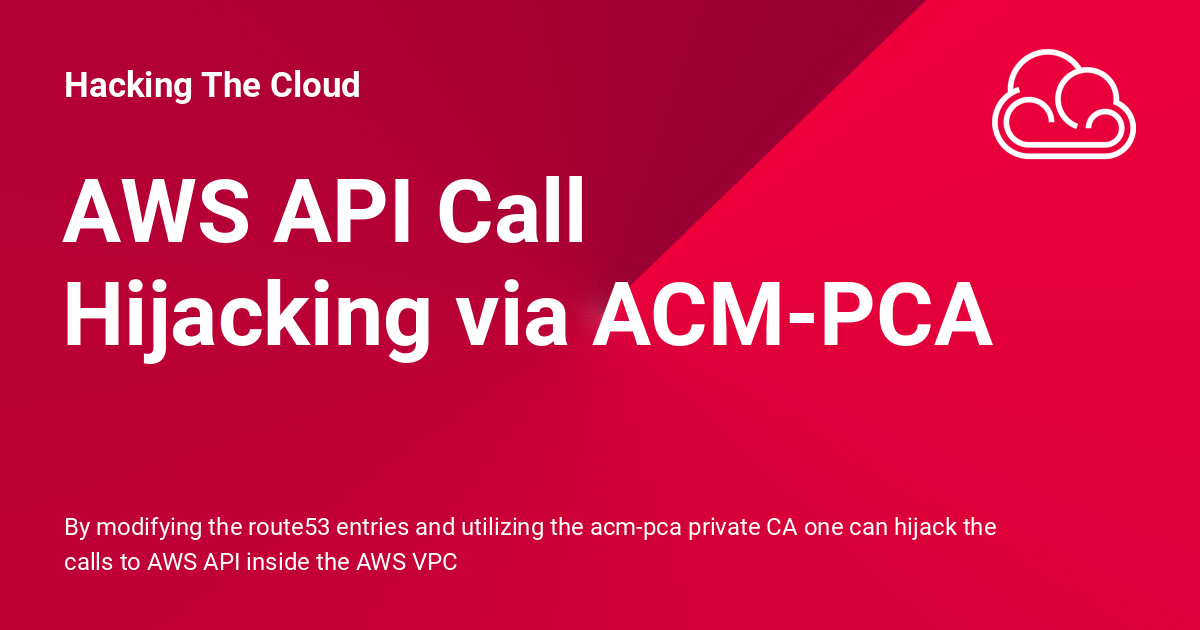 Hacking The Cloud
AWS API Call
Hijacking via ACM-PCA
By modifying the route53 entries and utilizing the acm-pca private CA one can hijack the
calls to AWS API inside the AWS VPC